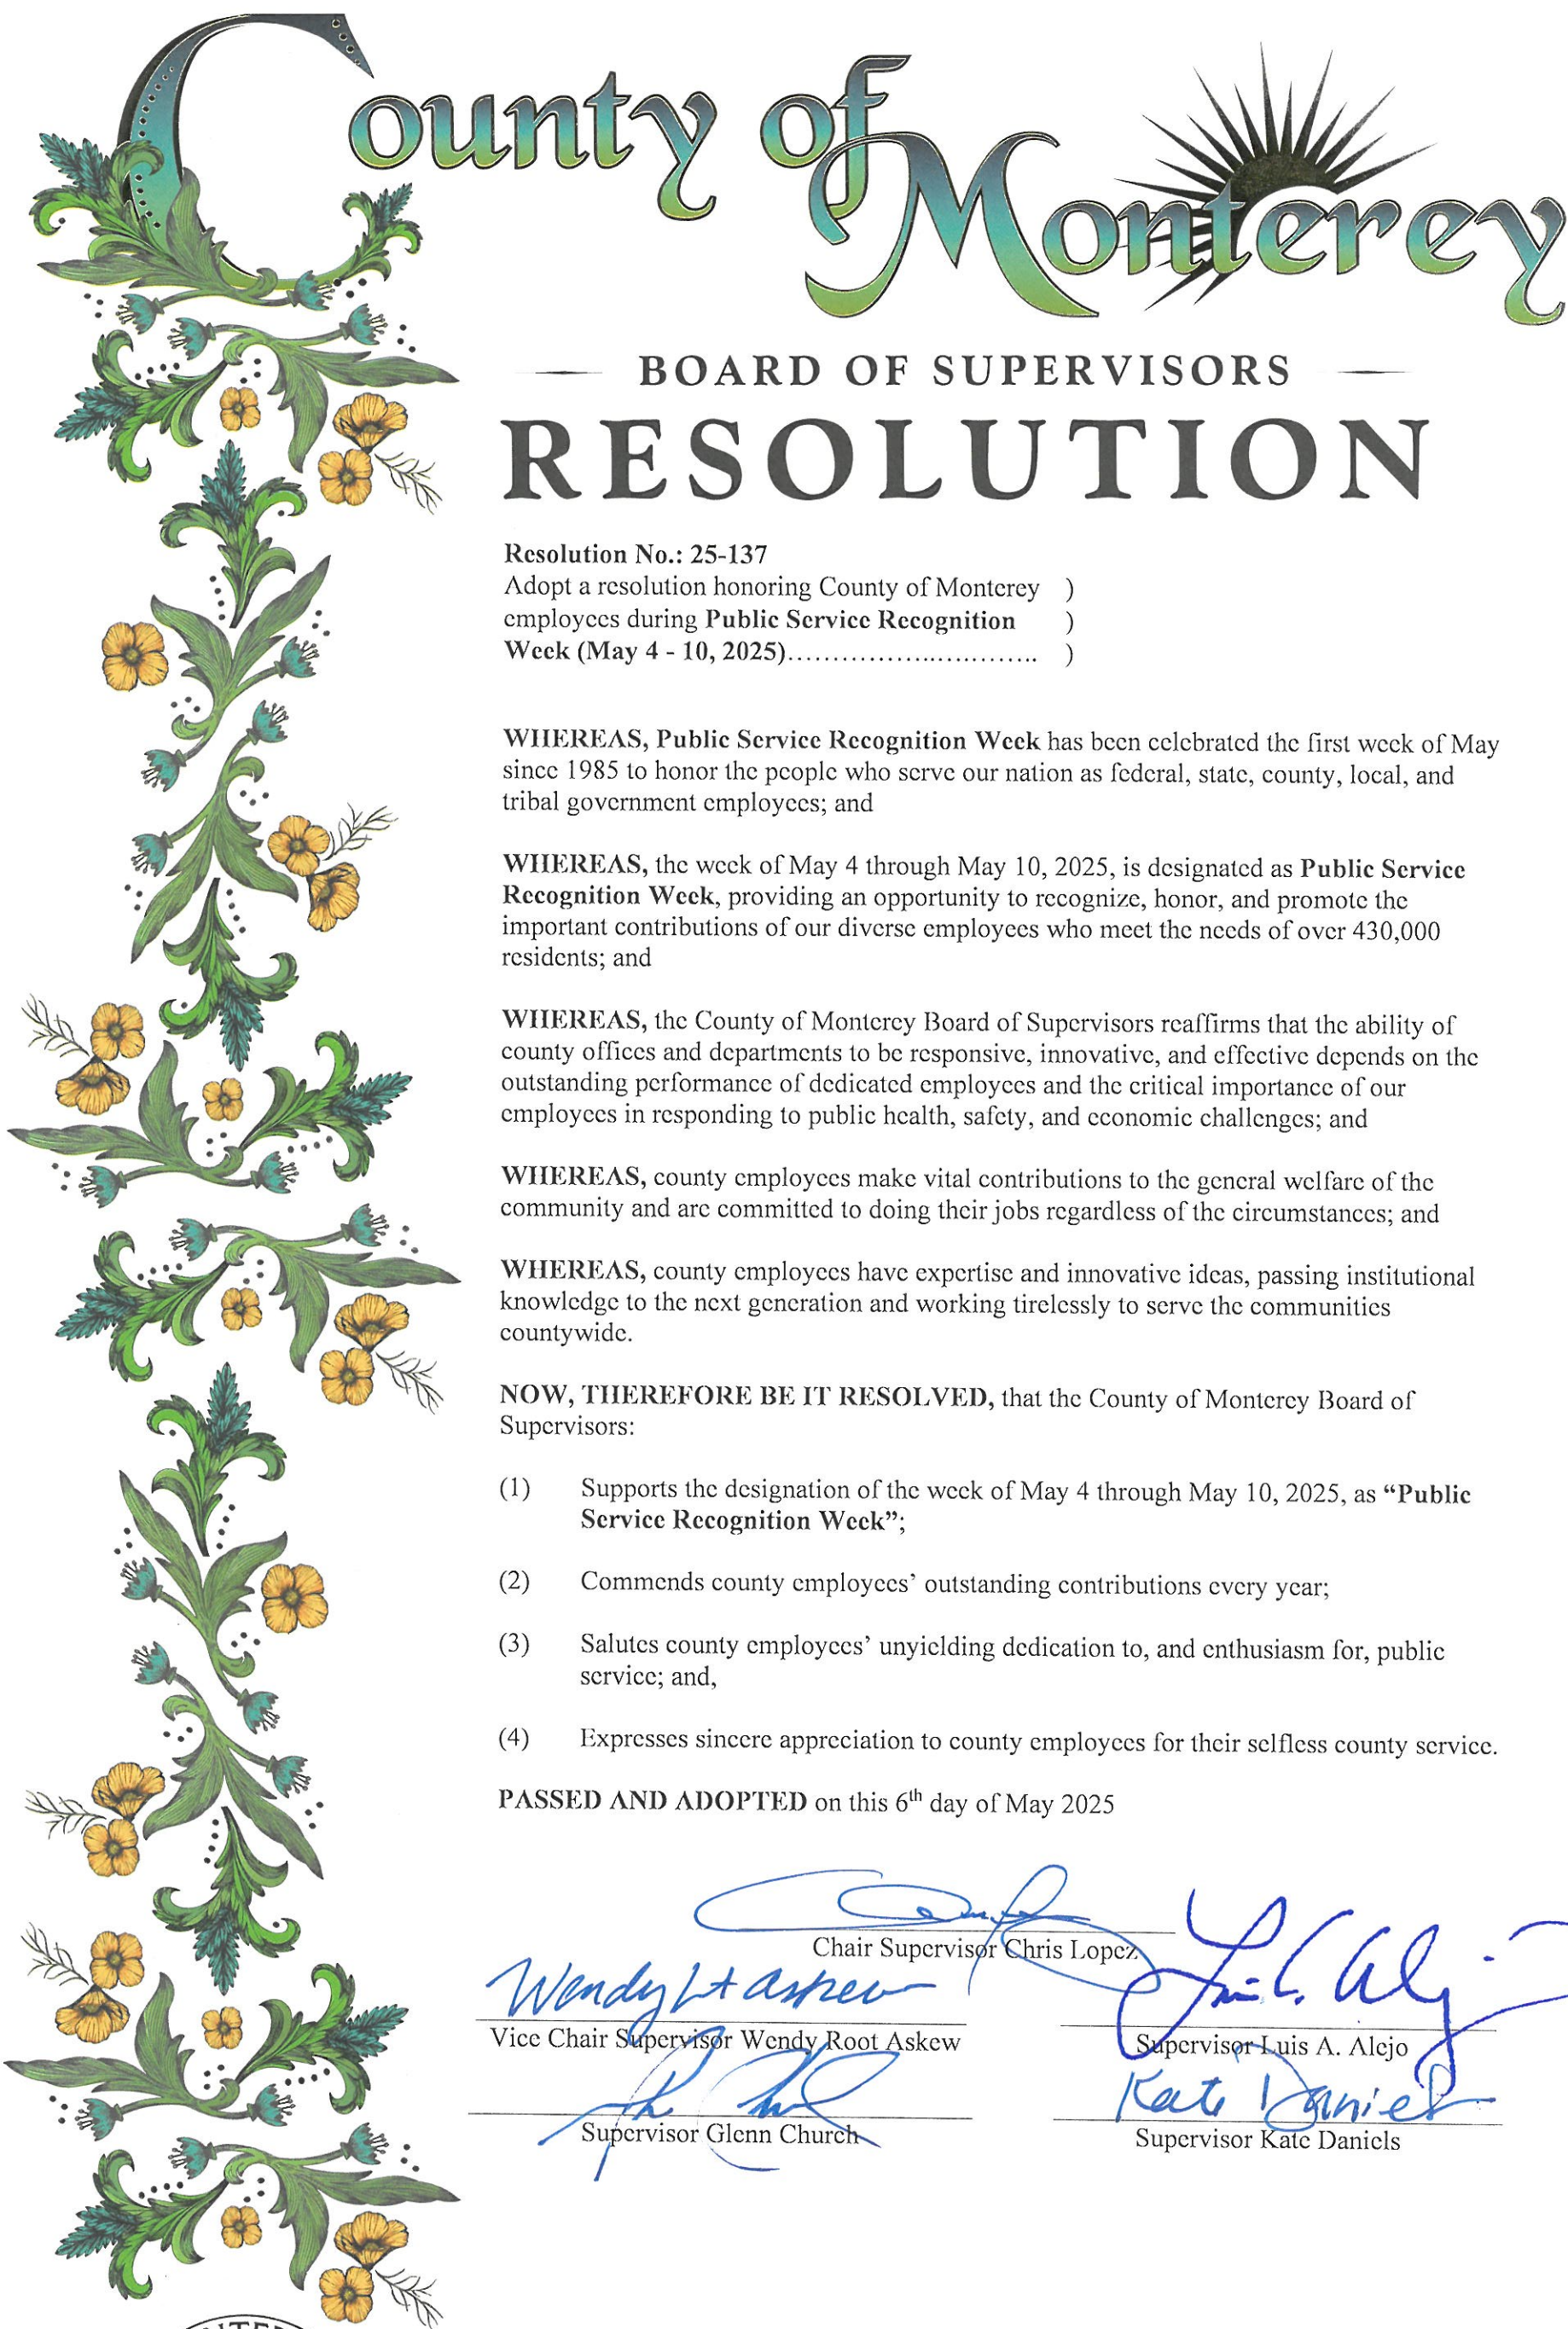 County of
Monterey
BOARD OF SUPERVISORS
RESOLUTION
Resolution No.: 25-137
Adopt a resolution honoring County of Monterey )
employees during Public Service Recognition )
Week (May 4 - 10, 2025)............................ )
WHEREAS, Public Service Recognition Week has been celebrated the first week of May
since 1985 to honor the people who serve our nation as federal, state, county, local, and
tribal government employees; and
WHEREAS, the week of May 4 through May 10, 2025, is designated as Public Service
Recognition Week, providing an opportunity to recognize, honor, and promote the
important contributions of our diverse employees who meet the needs of over 430,000
residents; and
WHEREAS, the County of Monterey Board of Supervisors reaffirms that the ability of
county offices and departments to be responsive, innovative, and effective depends on the
outstanding performance of dedicated employees and the critical importance of our
employees in responding to public health, safety, and economic challenges; and
WHEREAS, county employees make vital contributions to the general welfare of the
community and are committed to doing their jobs regardless of the circumstances; and
WHEREAS, county employees have expertise and innovative ideas, passing institutional
knowledge to the next generation and working tirelessly to serve the communities
countywide.
NOW, THEREFORE BE IT RESOLVED, that the County of Monterey Board of
Supervisors:
(1) Supports the designation of the week of May 4 through May 10, 2025, as “Public
Service Recognition Week”;
(2) Commends county employees’ outstanding contributions every year;
(3) Salutes county employees’ unyielding dedication to, and enthusiasm for, public
service; and,
(4) Expresses sincere appreciation to county employees for their selfless county service.
PASSED AND ADOPTED on this 6th day of May 2025
Chair Supervisor Chris Lopez
Wendy Rt Askew
Vice Chair Supervisor Wendy Root Askew
Supervisor Luis A. Alejo
Kate Daniels
Supervisor Glenn Church
Supervisor Kate Daniels